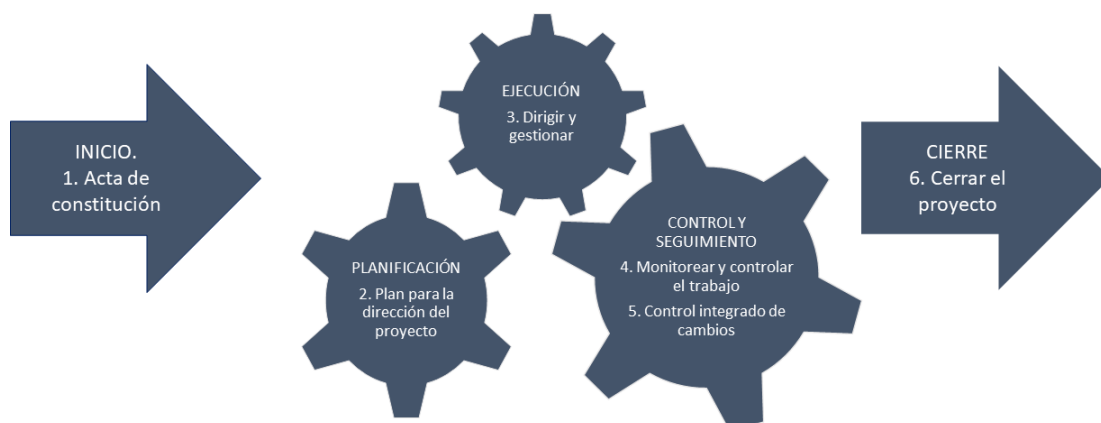 INICIO.
1. Acta de
constitución
EJECUCIÓN
3. Dirigir y
gestionar
PLANIFICACIÓN
2. Plan para la
dirección del
proyecto
CONTROL Y
SEGUIMIENTO
4. Monitorear y controlar
el trabajo
5. Control integrado de
cambios
CIERRE
6. Cerrar el
proyecto